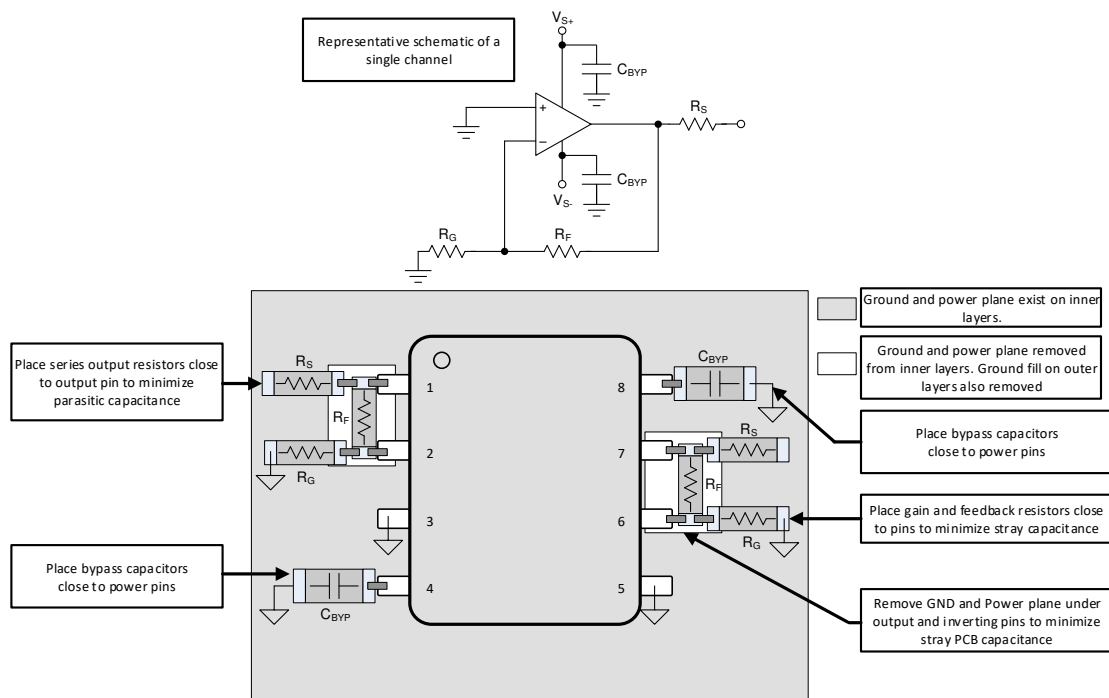 Representative schematic of a
single channel
VS+
CBYP
+
−
RS
CBYP
VS-
RG
RF
Ground and power plane exist on inner
layers.
Ground and power plane removed
from inner layers. Ground fill on outer
layers also removed
Place series output resistors close
to output pin to minimize
parasitic capacitance
RS
RF
RG
1
2
3
4
8
7
6
5
CBYP
RS
RF
RG
Place bypass capacitors
close to power pins
Place gain and feedback resistors close
to pins to minimize stray capacitance
Place bypass capacitors
close to power pins
CBYP
Remove GND and Power plane under
output and inverting pins to minimize
stray PCB capacitance